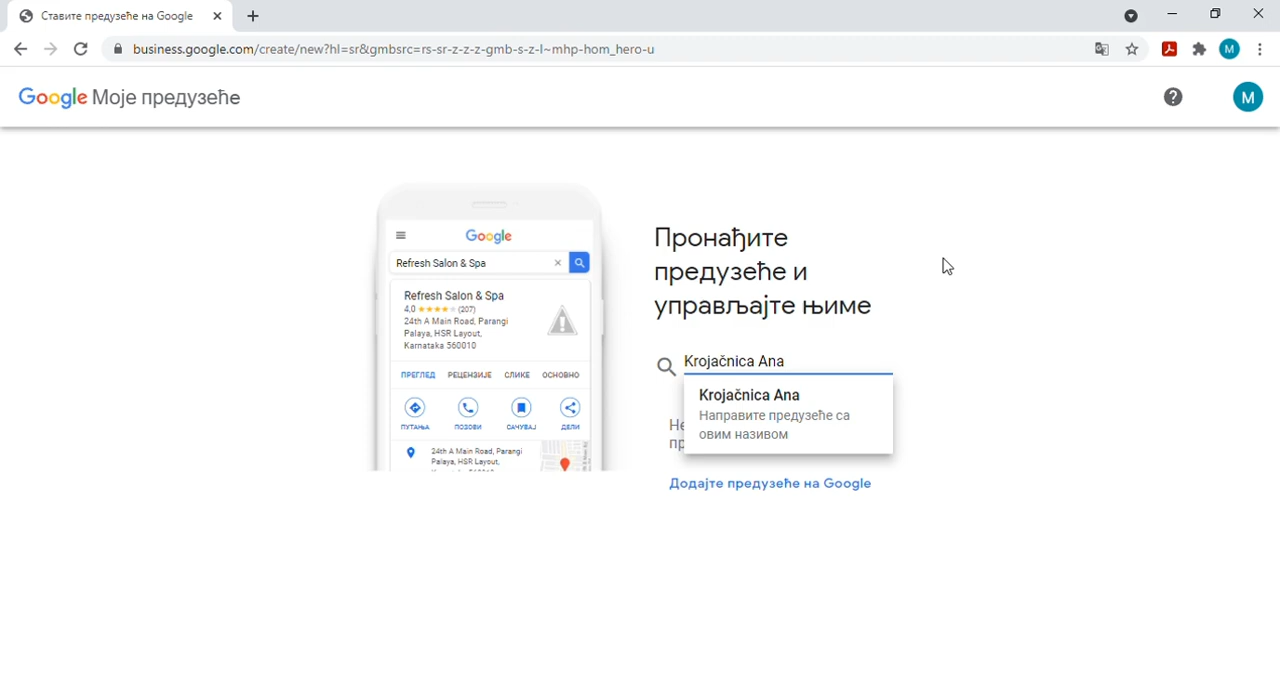 Ставите предузеће на Google
business.google.com/create/new?hl=sr&gmbsrc=rs-sr-z-z-z-gmb-s-z-l~mhp-hom_hero-u
M
Google Моје предузеће
M
Google
Refresh Salon & Spa
Refresh Salon & Spa
4,0 (207)
24th A Main Road, Parangi
Palaya, HSR Layout,
Karnataka 560010
ПРЕГЛЕД РЕЦЕНЗИЈЕ СЛИКЕ ОСНОВНО
ПУТАЊА ПОЗОВИ САЧУВАЈ ДЕЛИ
24th A Main Road, Parangi
Palaya, HSR Layout,
Пронађите
предузеће и
управљајте њиме
Krojačnica Ana
Krojačnica Ana
Направите предузеће са
овим називом
Додајте предузеће на Google